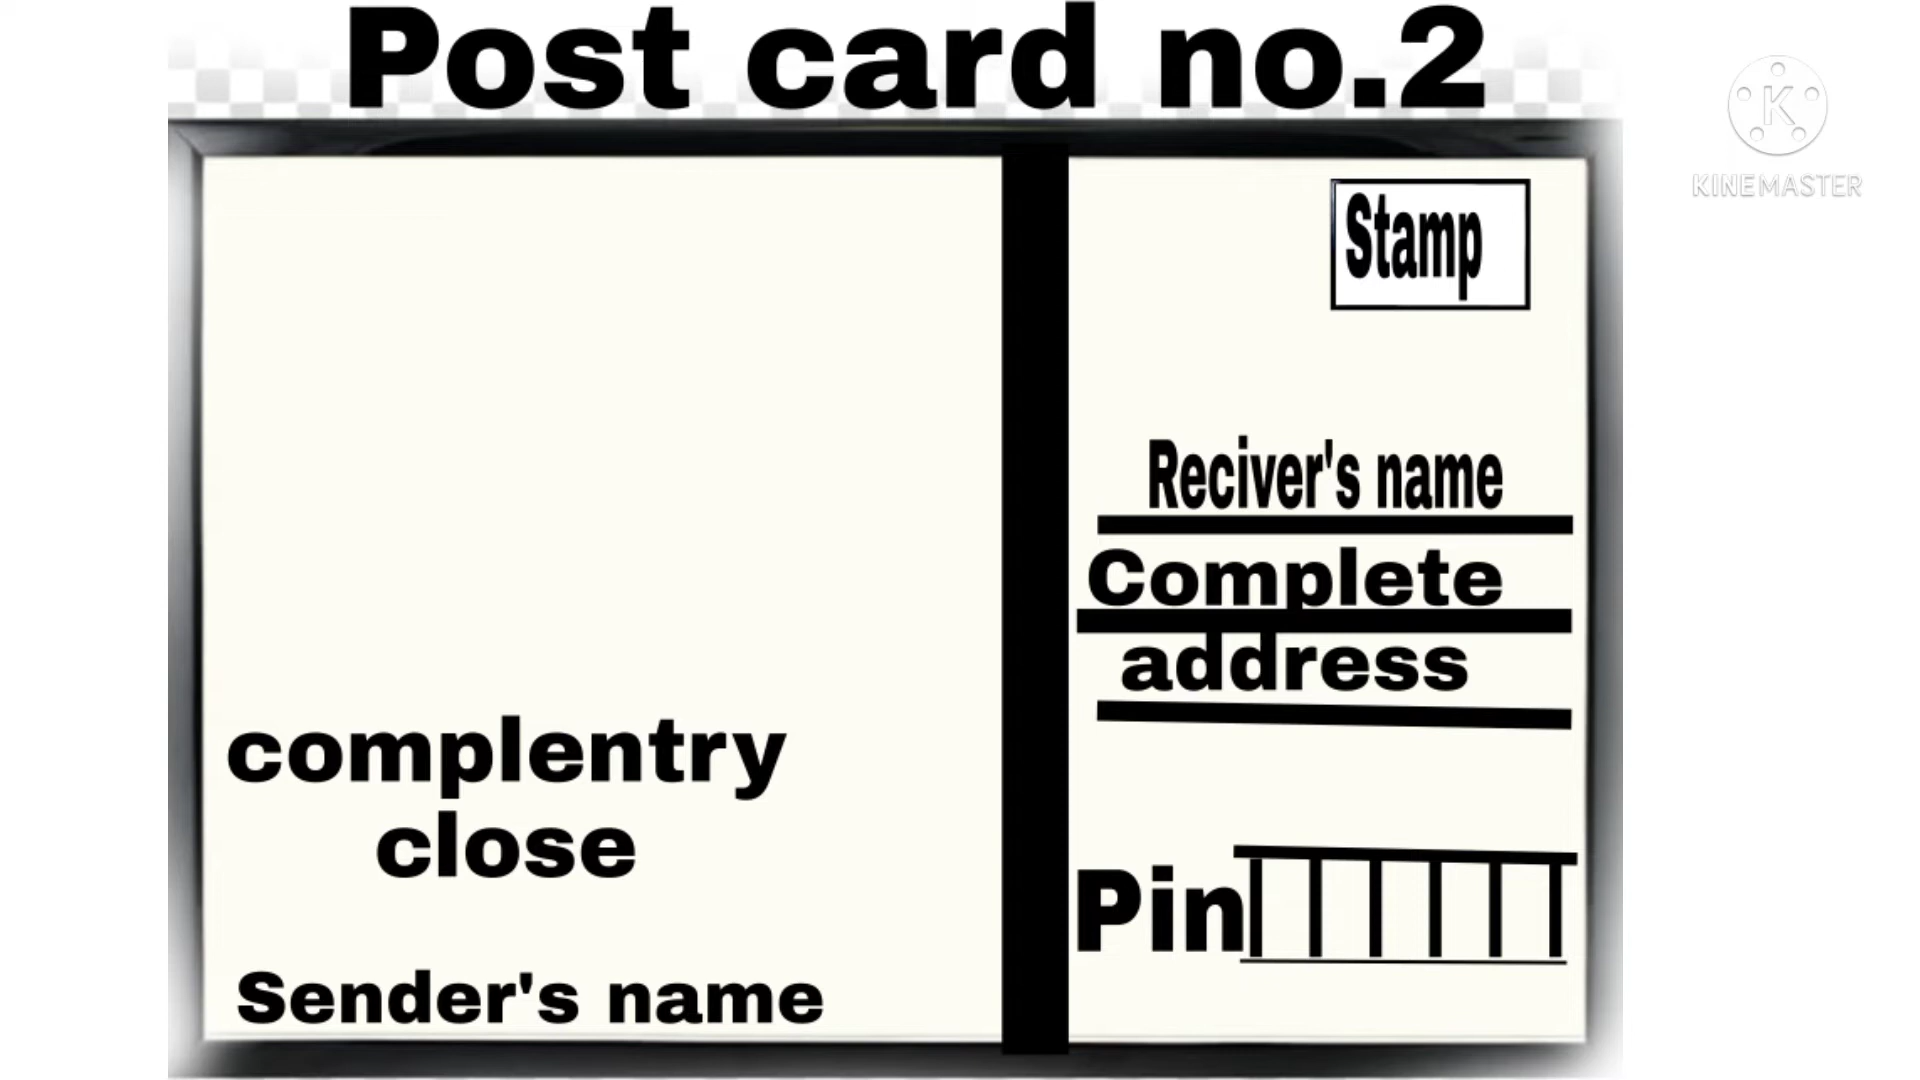 Post card no.2
K
KINEMASTER
Stamp
Reciver's name
Complete
address
complentry
close
Pin
Sender's name